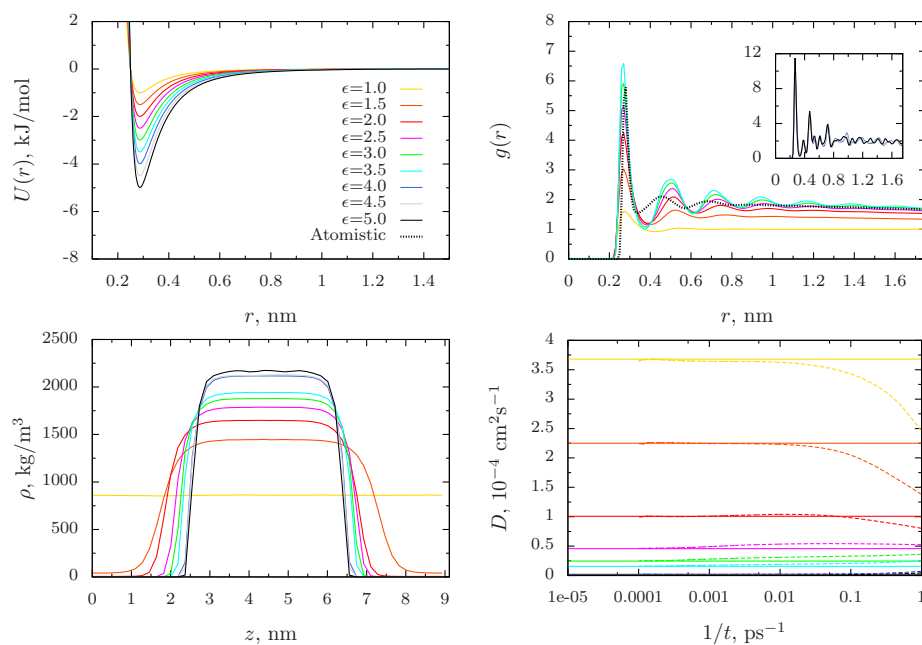 2
0
-2
-4
-6
-8
0.2 0.4 0.6 0.8 1 1.2 1.4
U(r), kJ/mol
r, nm
ϵ=1.0
ϵ=1.5
ϵ=2.0
ϵ=2.5
ϵ=3.0
ϵ=3.5
ϵ=4.0
ϵ=4.5
ϵ=5.0
Atomistic
8
7
6
5
4
3
2
1
0
0 0.2 0.4 0.6 0.8 1 1.2 1.4 1.6
g(r)
r, nm
12
8
4
0
0 0.4 0.8 1.2 1.6
2500
2000
1500
1000
500
0
0 1 2 3 4 5 6 7 8 9
ρ, kg/m³
z, nm
4
3.5
3
2.5
2
1.5
1
0.5
0
1e-05 0.0001 0.001 0.01 0.1 1
D, 10⁻⁴ cm²s⁻¹
1/t, ps⁻¹